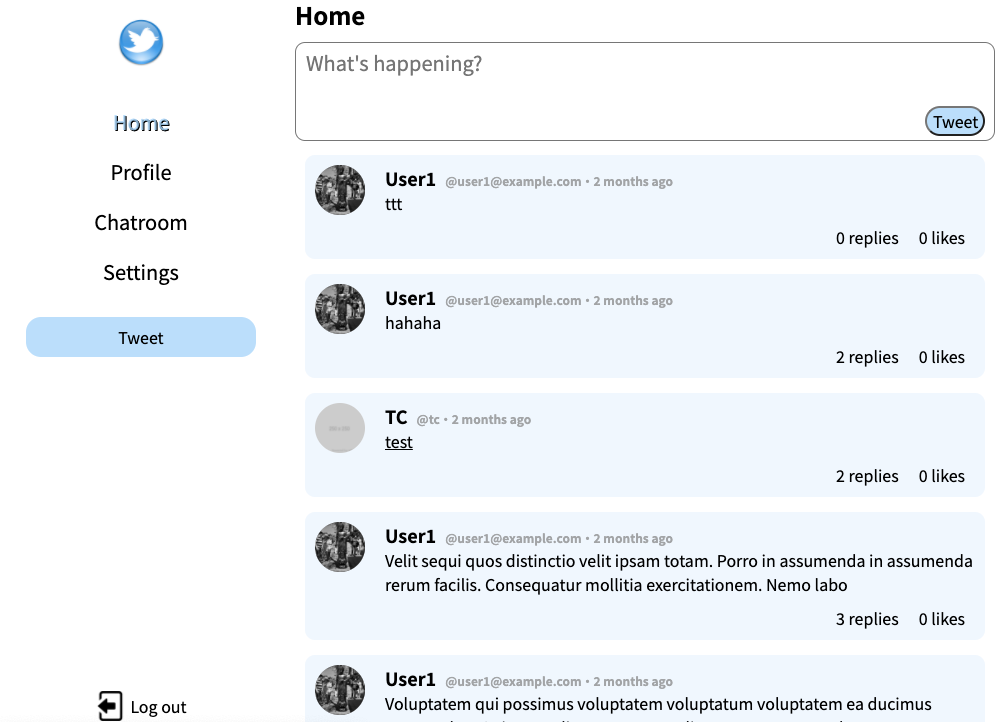 Home
Profile
Chatroom
Settings
Tweet
Log out
Home
What's happening?
Tweet
User1 @user1@example.com • 2 months ago
ttt
0 replies 0 likes
User1 @user1@example.com • 2 months ago
hahaha
2 replies 0 likes
TC @tc • 2 months ago
test
2 replies 0 likes
User1 @user1@example.com • 2 months ago
Velit sequi quos distinctio velit ipsam totam. Porro in assumenda in assumenda
rerum facilis. Consequatur mollitia exercitationem. Nemo labo
3 replies 0 likes
User1 @user1@example.com • 2 months ago
Voluptatem qui possimus voluptatem voluptatum voluptatem ea ducimus